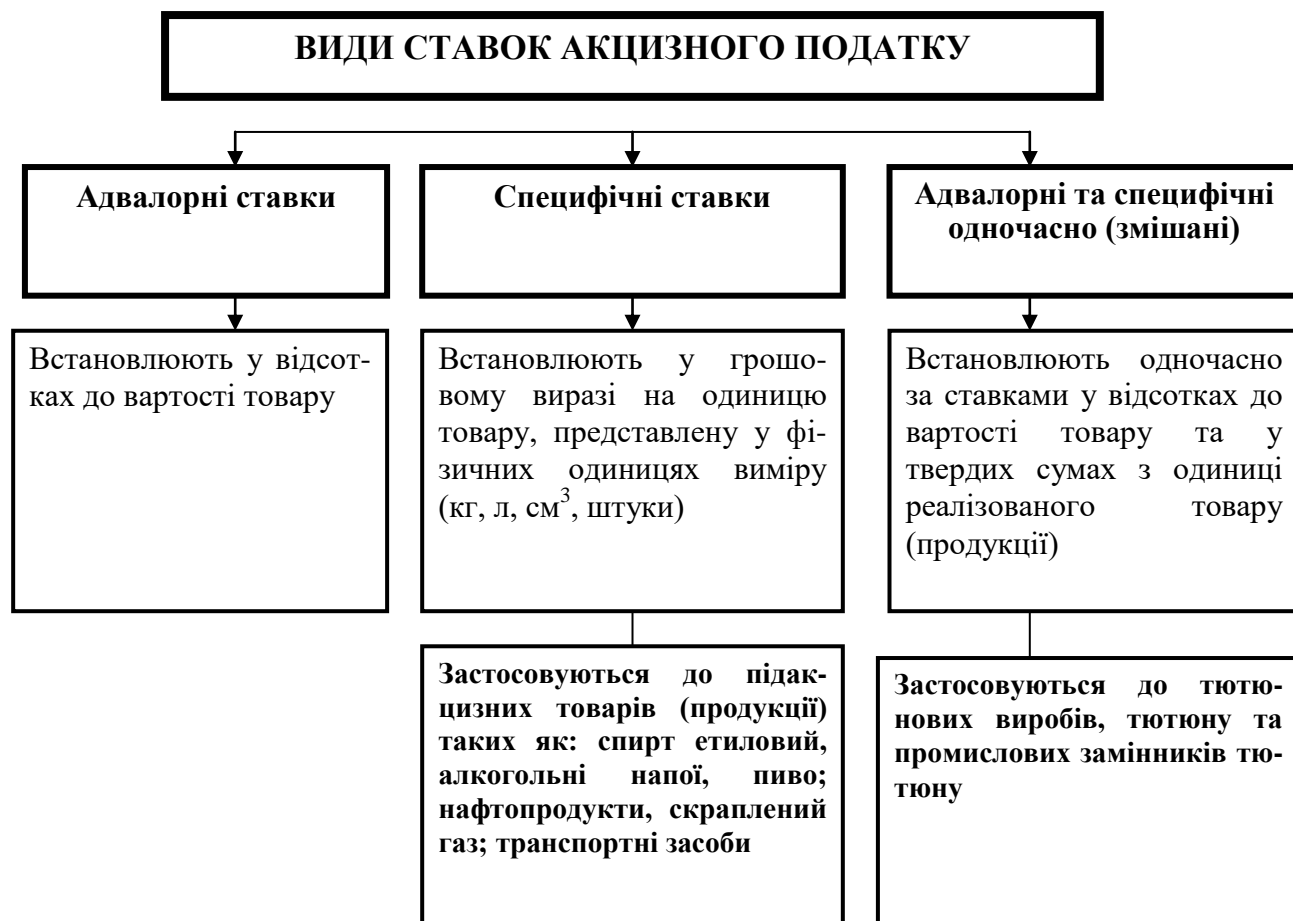 ВИДИ СТАВОК АКЦИЗНОГО ПОДАТКУ
Адвалорні ставки
Специфічні ставки
Адвалорні та специфічні
одночасно (змішані)
Встановлюють у відсот-
ках до вартості товару
Встановлюють у грошо-
вому виразі на одиницю
товару, представлену у фі-
зичних одиницях виміру
(кг, л, см³, штуки)
Встановлюють одночасно
за ставками у відсотках до
вартості товару та у
твердих сумах з одиниці
реалізованого товару
(продукції)
Застосовуються до підак-
цизних товарів (продукції)
таких як: спирт етиловий,
алкогольні напої, пиво;
нафтопродукти, скраплений
газ; транспортні засоби
Застосовуються до тютю-
нових виробів, тютюну та
промислових замінників тю-
тюну